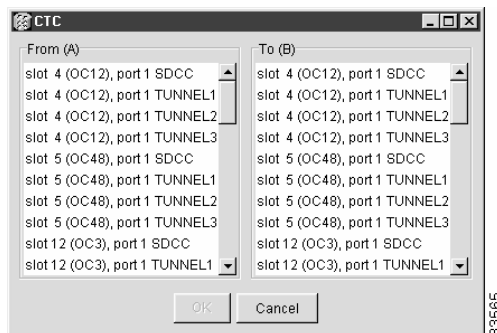 CTC
From (A)
slot 4 (OC12), port 1 SDCC
slot 4 (OC12), port 1 TUNNEL1
slot 4 (OC12), port 1 TUNNEL2
slot 4 (OC12), port 1 TUNNEL3
slot 5 (OC48), port 1 SDCC
slot 5 (OC48), port 1 TUNNEL1
slot 5 (OC48), port 1 TUNNEL2
slot 5 (OC48), port 1 TUNNEL3
slot 12 (OC3), port 1 SDCC
slot 12 (OC3), port 1 TUNNEL1
To (B)
slot 4 (OC12), port 1 SDCC
slot 4 (OC12), port 1 TUNNEL1
slot 4 (OC12), port 1 TUNNEL2
slot 4 (OC12), port 1 TUNNEL3
slot 5 (OC48), port 1 SDCC
slot 5 (OC48), port 1 TUNNEL1
slot 5 (OC48), port 1 TUNNEL2
slot 5 (OC48), port 1 TUNNEL3
slot 12 (OC3), port 1 SDCC
slot 12 (OC3), port 1 TUNNEL1
OK
Cancel
33565